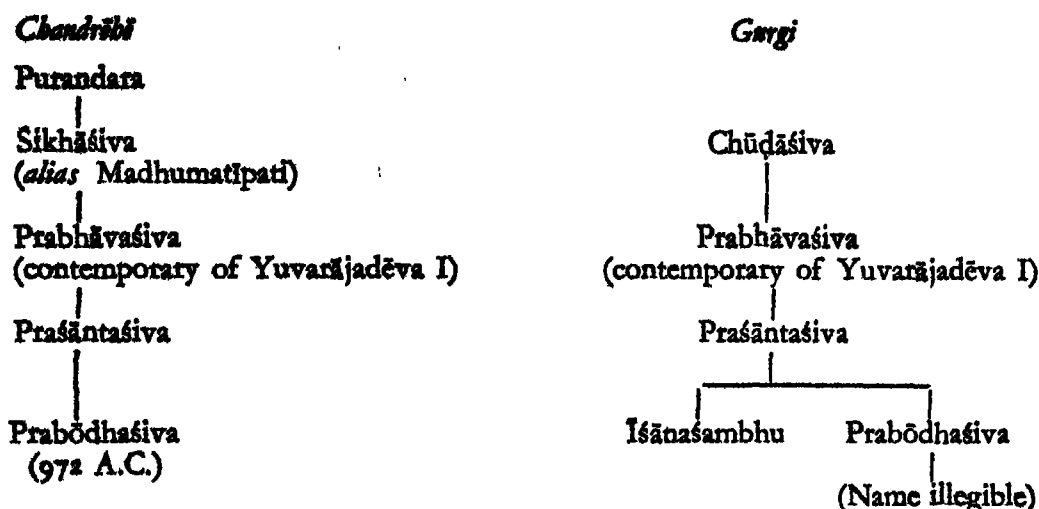 Chandrēhē
Gurgi
Purandara
Śikhāśiva
(alias Madhumatīpati)
Chūḍāśiva
Prabhāvaśiva
(contemporary of Yuvarājadēva I)
Prabhāvaśiva
(contemporary of Yuvarājadēva I)
Praśāntaśiva
Praśāntaśiva
Prabōdhaśiva
(972 A.C.)
Īśānaśambhu
Prabōdhaśiva
(Name illegible)